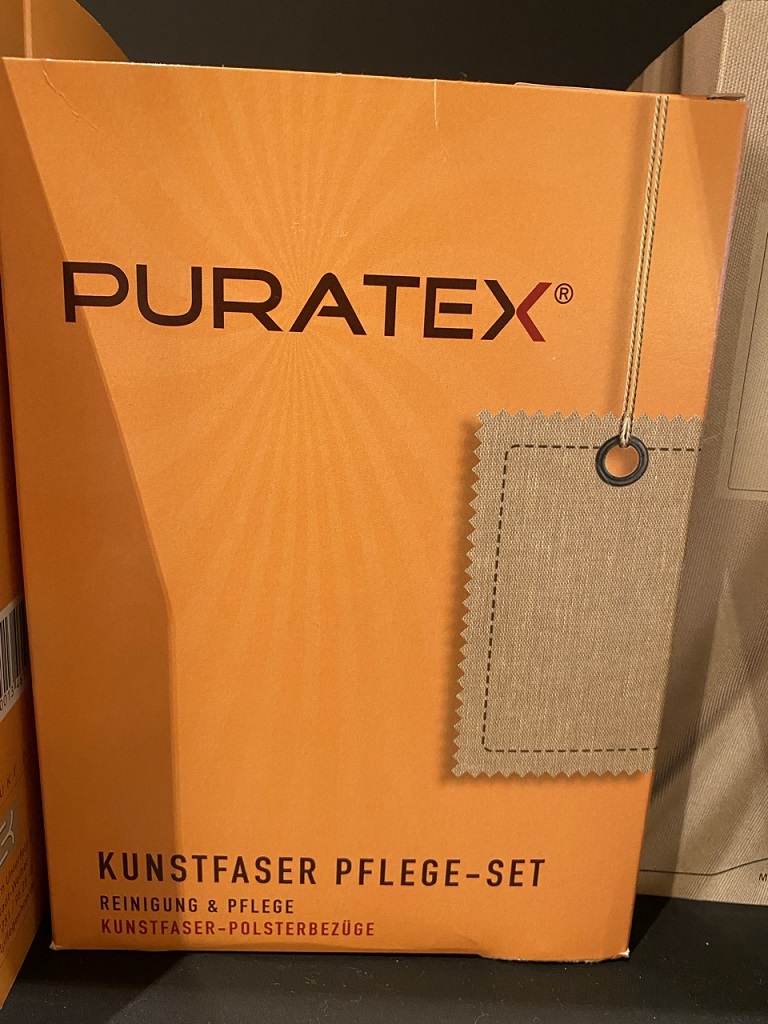 PURATEX®
KUNSTFASER PFLEGE-SET
REINIGUNG & PFLEGE
KUNSTFASER-POLSTERBEZÜGE